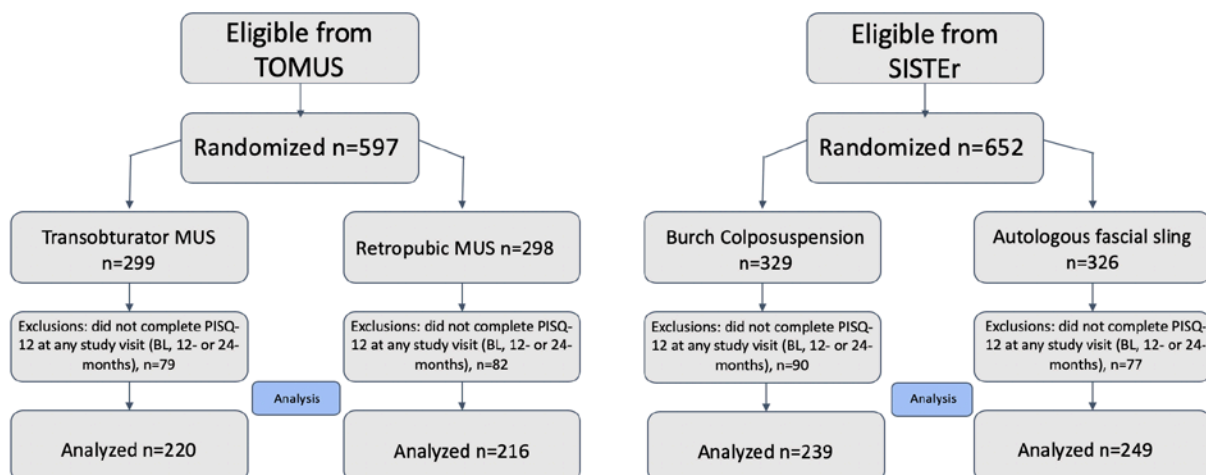 Eligible from
TOMUS
Randomized n=597
Transobturator MUS
n=299
Retropubic MUS n=298
Exclusions: did not complete PISQ-
12 at any study visit (BL, 12- or 24-
months), n=79
Exclusions: did not complete PISQ-
12 at any study visit (BL, 12- or 24-
months), n=82
Analysis
Analyzed n=220
Analyzed n=216
Eligible from
SISTEr
Randomized n=652
Burch Colposuspension
n=329
Autologous fascial sling
n=326
Exclusions: did not complete PISQ-
12 at any study visit (BL, 12- or 24-
months), n=90
Exclusions: did not complete PISQ-
12 at any study visit (BL, 12- or 24-
months), n=77
Analysis
Analyzed n=239
Analyzed n=249